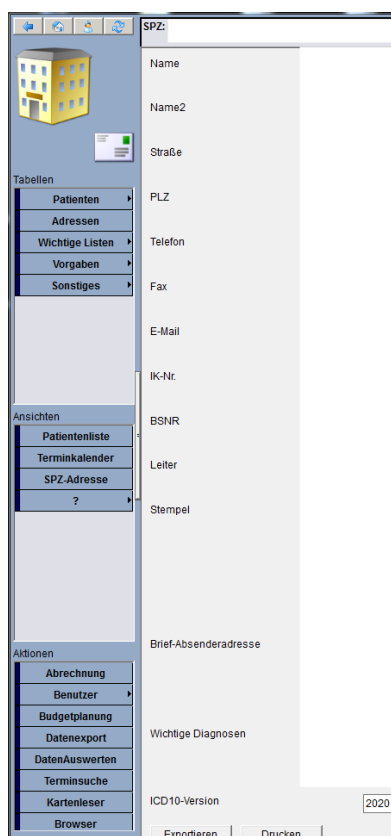 SPZ:
Name
Name2
Straße
Tabellen
Patienten
Adressen
Wichtige Listen
Vorgaben
Sonstiges
PLZ
Telefon
Fax
E-Mail
IK-Nr.
BSNR
Leiter
Stempel
Ansichten
Patientenliste
Terminkalender
SPZ-Adresse
?
Brief-Absenderadresse
Wichtige Diagnosen
ICD10-Version
2020
Aktionen
Abrechnung
Benutzer
Budgetplanung
Datenexport
DatenAuswerten
Terminsuche
Kartenleser
Browser
Exportieren
Drucken